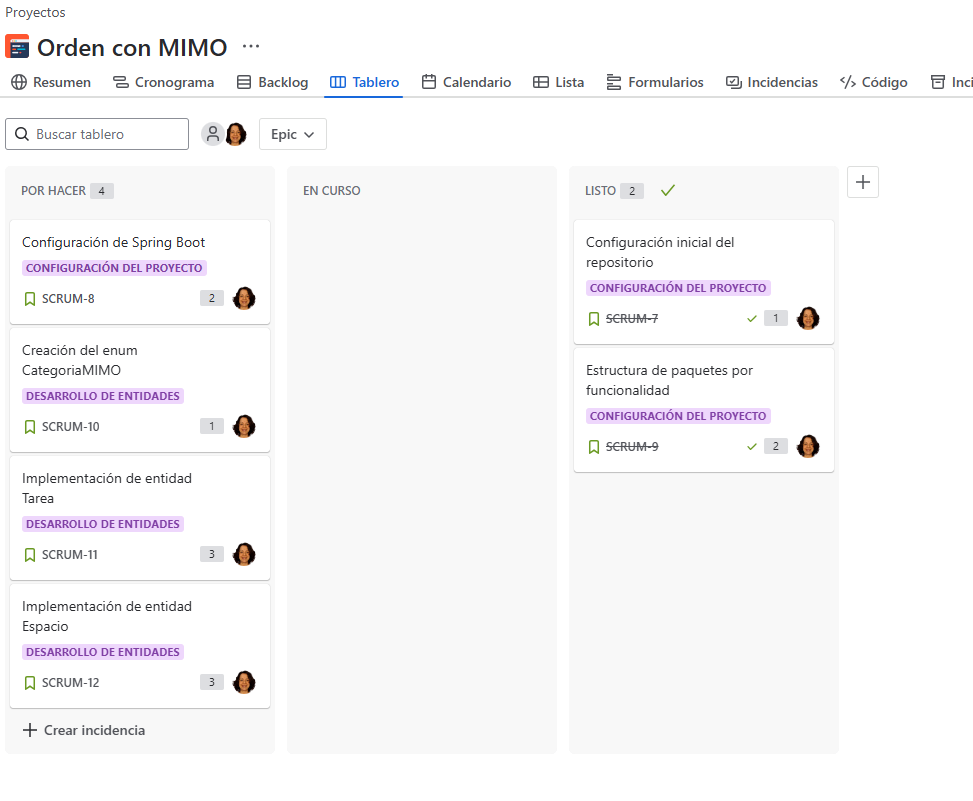 Proyectos
Orden con MIMO ...
Resumen Cronograma Backlog Tablero Calendario Lista Formularios Incidencias Código Inci
Buscar tablero Epic
POR HACER 4
Configuración de Spring Boot
CONFIGURACIÓN DEL PROYECTO
SCRUM-8 2
Creación del enum
CategoriaMIMO
DESARROLLO DE ENTIDADES
SCRUM-10 1
Implementación de entidad
Tarea
DESARROLLO DE ENTIDADES
SCRUM-11 3
Implementación de entidad
Espacio
DESARROLLO DE ENTIDADES
SCRUM-12 3
Crear incidencia
EN CURSO
LISTO 2
Configuración inicial del
repositorio
CONFIGURACIÓN DEL PROYECTO
SCRUM-7 1
Estructura de paquetes por
funcionalidad
CONFIGURACIÓN DEL PROYECTO
SCRUM-9 2